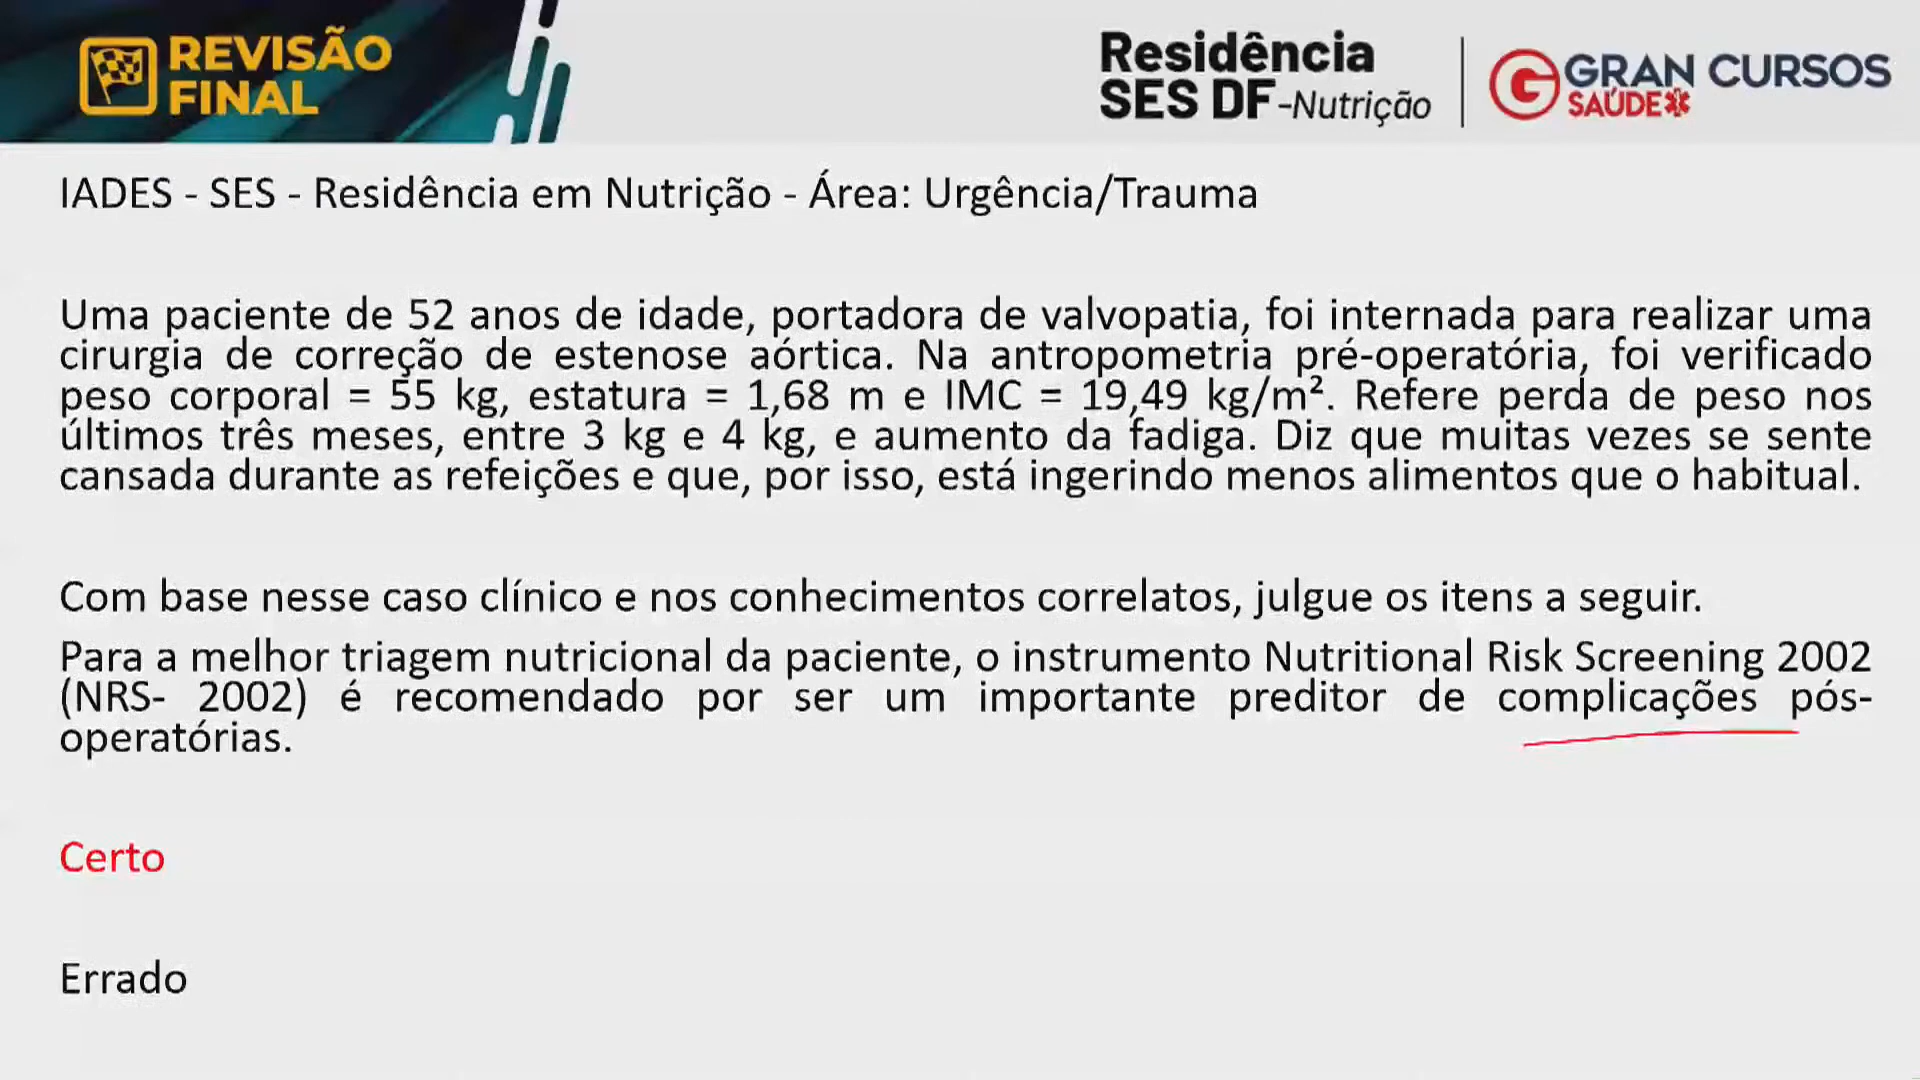 REVISÃO
FINAL
Residência
SES DF-Nutrição
GRAN CURSOS
SAÚDE
IADES - SES - Residência em Nutrição - Área: Urgência/Trauma
Uma paciente de 52 anos de idade, portadora de valvopatia, foi internada para realizar uma
cirurgia de correção de estenose aórtica. Na antropometria pré-operatória, foi verificado
peso corporal = 55 kg, estatura = 1,68 m e IMC = 19,49 kg/m². Refere perda de peso nos
últimos três meses, entre 3 kg e 4 kg, e aumento da fadiga. Diz que muitas vezes se sente
cansada durante as refeições e que, por isso, está ingerindo menos alimentos que o habitual.
Com base nesse caso clínico e nos conhecimentos correlatos, julgue os itens a seguir.
Para a melhor triagem nutricional da paciente, o instrumento Nutritional Risk Screening 2002
(NRS- 2002) é recomendado por ser um importante preditor de complicações pós-
operatórias.
Certo
Errado